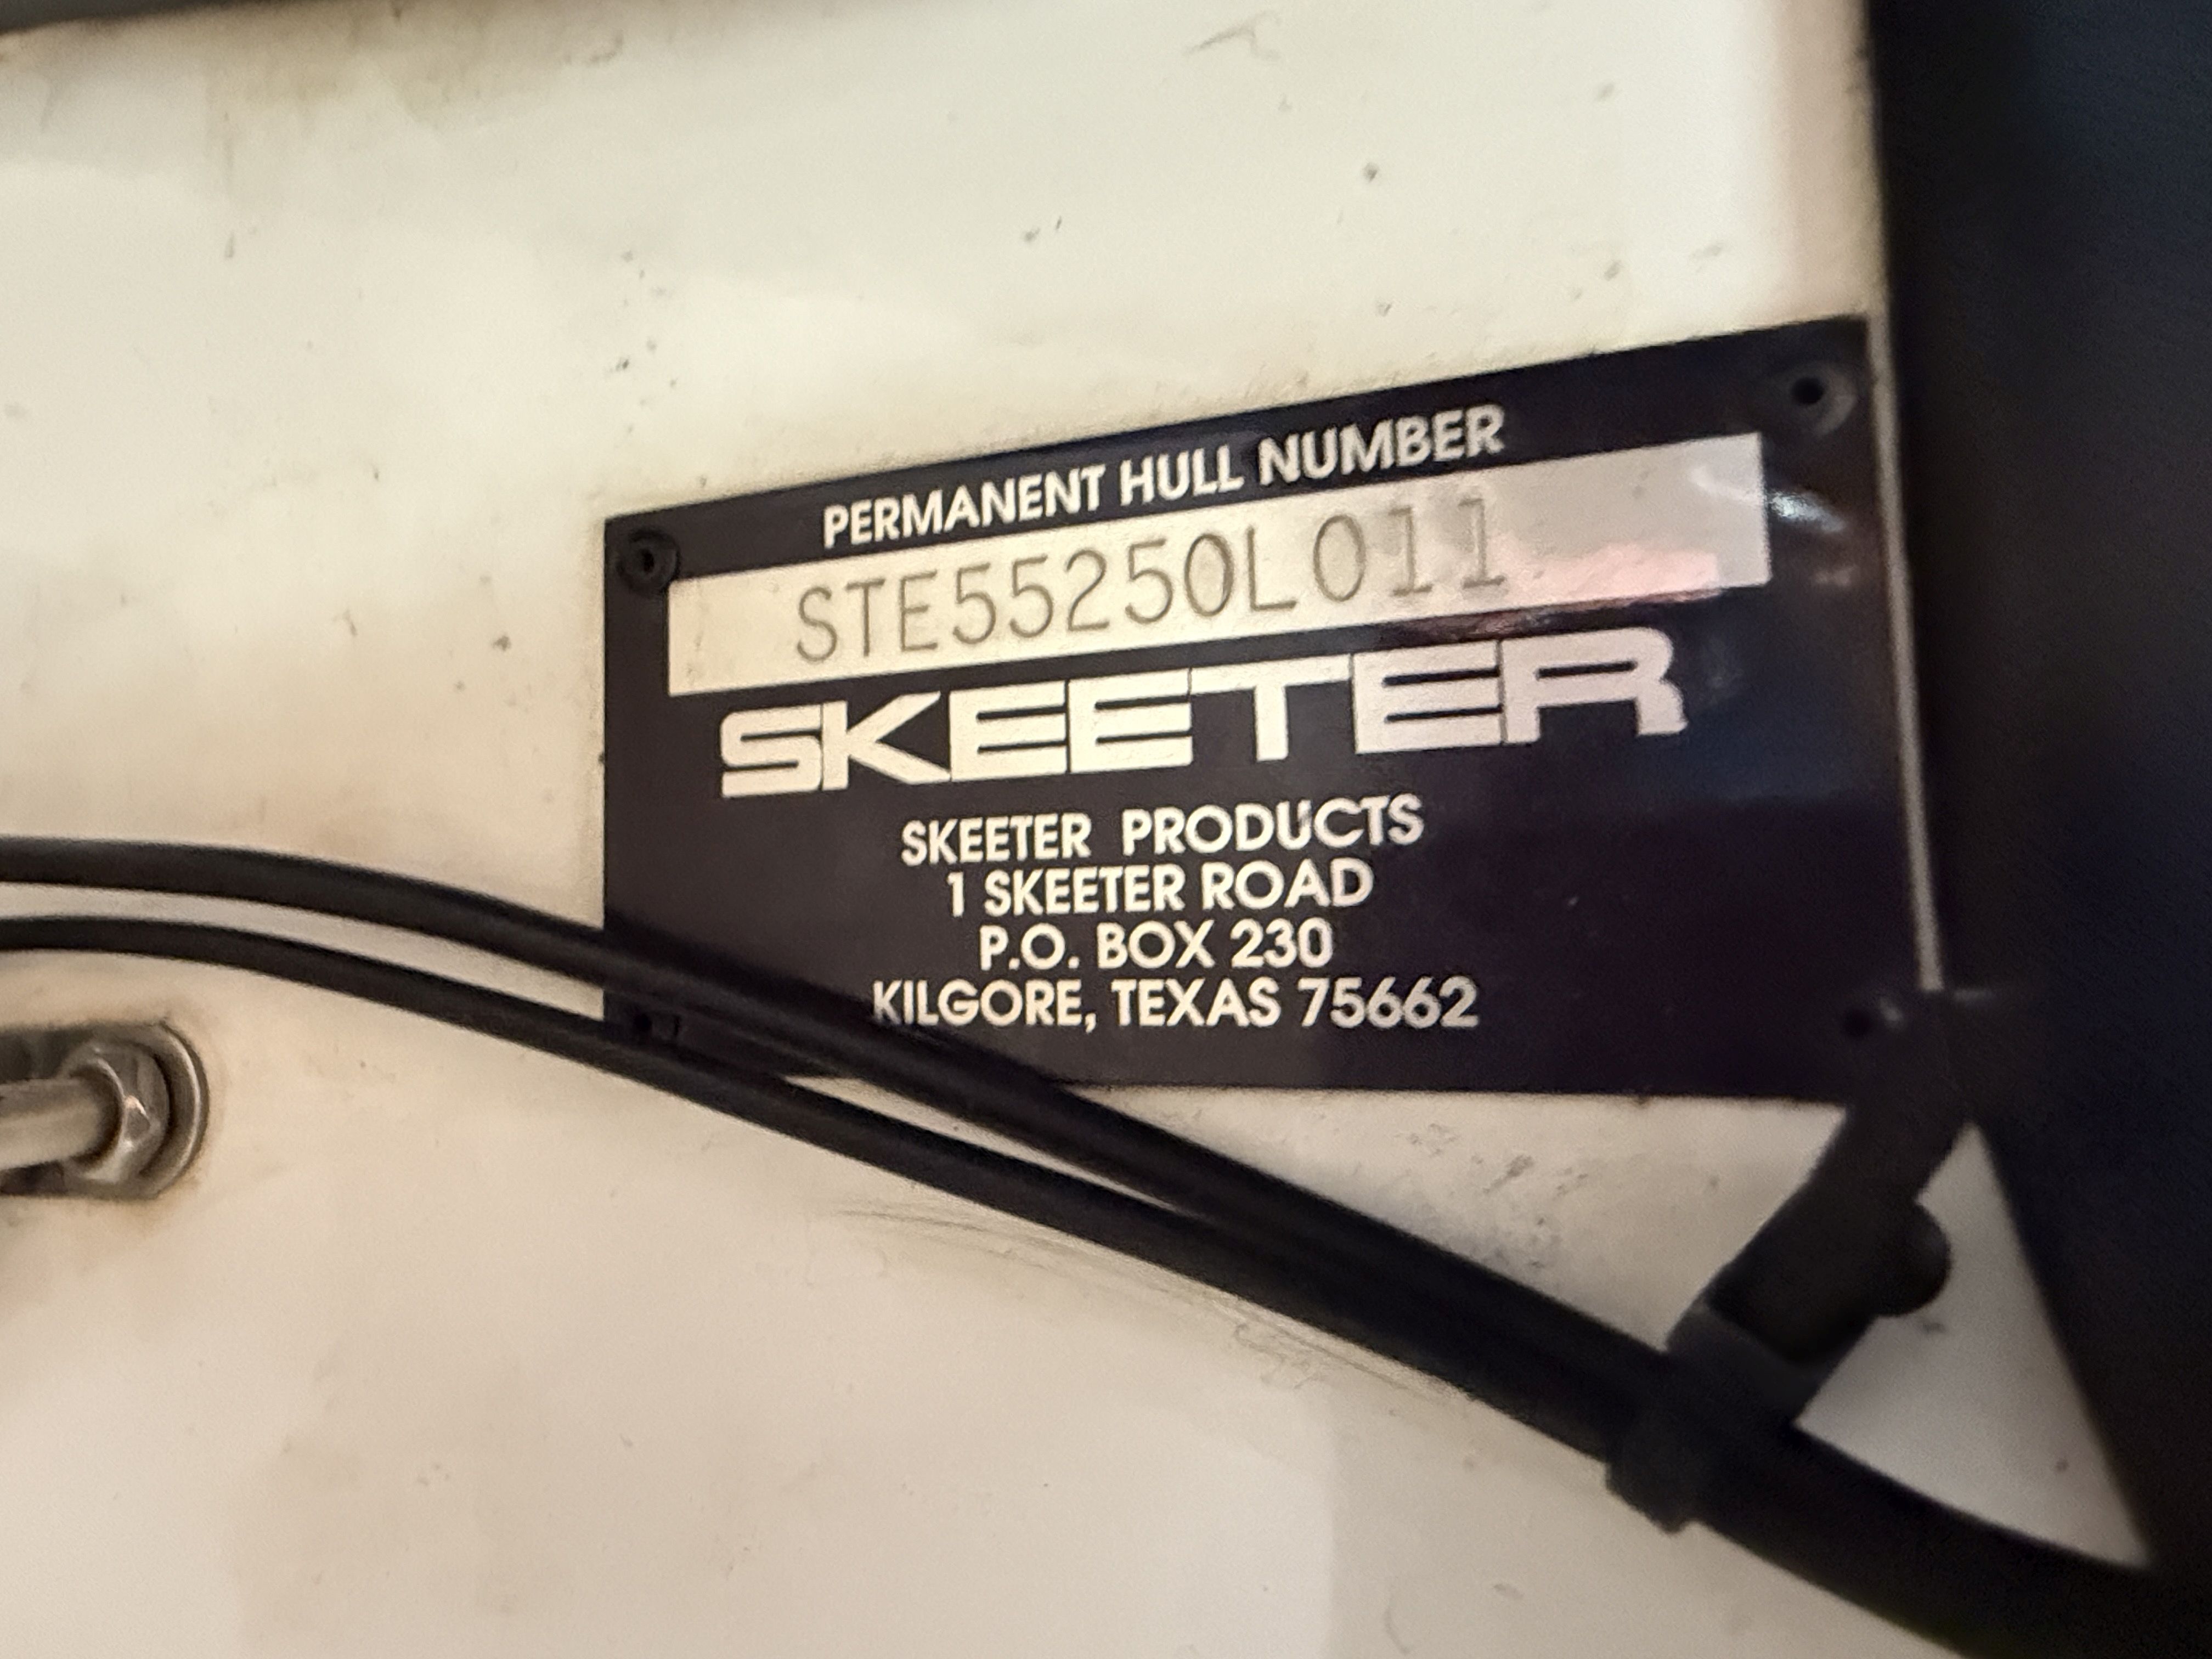 PERMANENT HULL NUMBER
STE55250L011
SKEETER
SKEETER PRODUCTS
1 SKEETER ROAD
P.O. BOX 230
KILGORE, TEXAS 75662